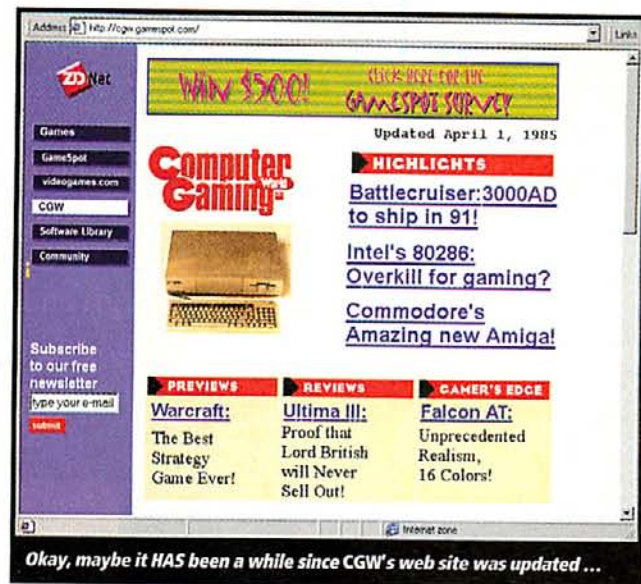 Address http://cgw.gamespot.com/ Links
ZDNet
WIN $500! CLICK HERE FOR THE
GAMESPOT SURVEY
Updated April 1, 1985
Games
GameSpot
videogames.com
CGW
Software Library
Community
Subscribe
to our free
newsletter
type your e-mail
submit
Computer
Gaming
World
HIGHLIGHTS
Battlecruiser:3000AD
to ship in 91!
Intel's 80286:
Overkill for gaming?
Commodore's
Amazing new Amiga!
PREVIEWS
Warcraft:
The Best
Strategy
Game Ever!
REVIEWS
Ultima III:
Proof that
Lord British
will Never
Sell Out!
GAMER'S EDGE
Falcon AT:
Unprecedented
Realism,
16 Colors!
Internet zone
Okay, maybe it HAS been a while since CGW's web site was updated ...